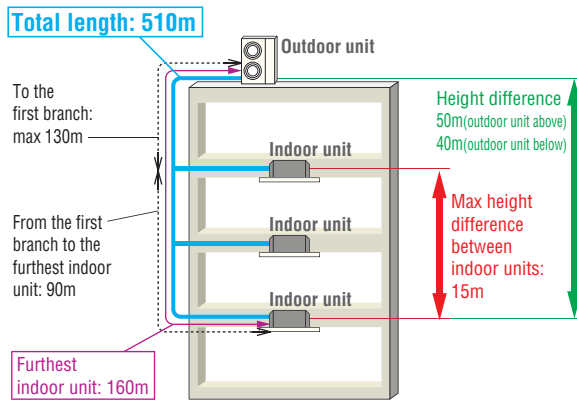 Total length: 510m
Outdoor unit
To the
first branch:
max 130m
Height difference
50m(outdoor unit above)
40m(outdoor unit below)
Indoor unit
Max height
difference
between
indoor units:
15m
From the first
branch to the
furthest indoor
unit: 90m
Indoor unit
Indoor unit
Furthest
indoor unit: 160m